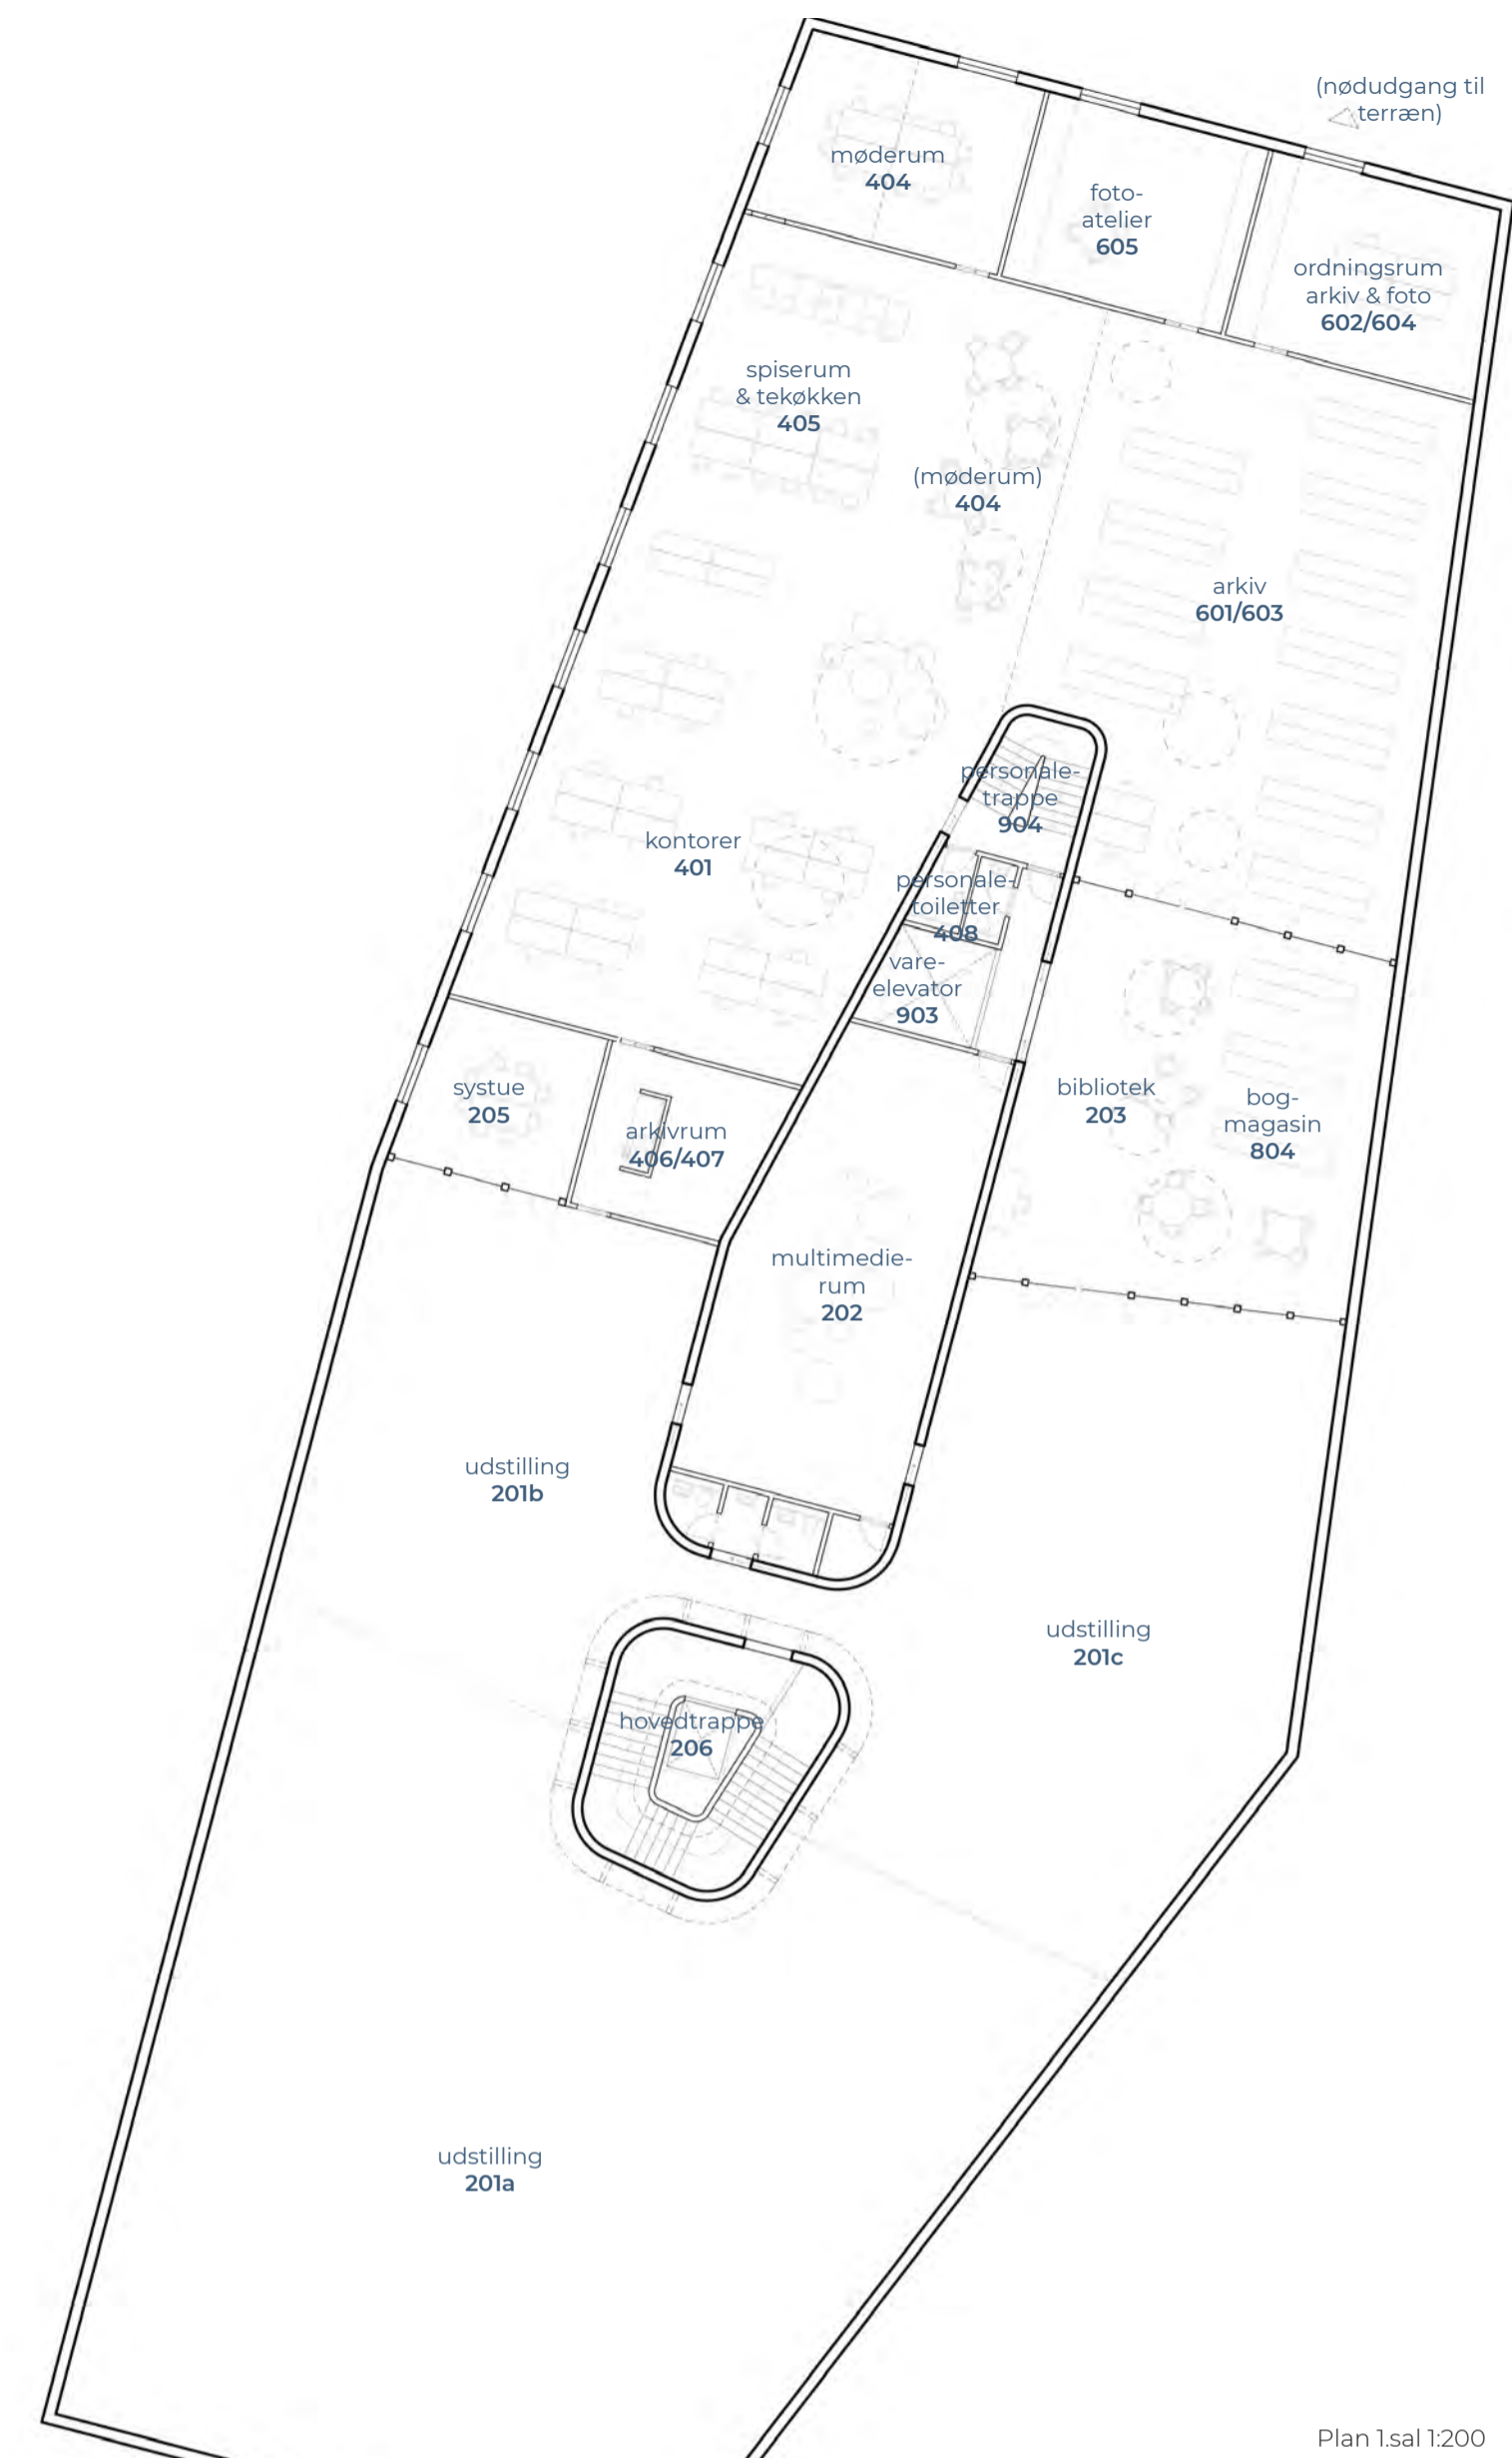 (nødudgang til
terræn)
møderum
404
foto-
atelier
605
ordningsrum
arkiv & foto
602/604
spiserum
& tekøkken
405
(møderum)
404
arkiv
601/603
personale-
trappe
904
kontorer
401
personale-
toiletter
408
vare-
elevator
903
systue
205
arkivrum
406/407
bibliotek
203
bog-
magasin
804
multimedie-
rum
202
udstilling
201b
udstilling
201c
hovedtrappe
206
udstilling
201a
Plan 1.sal 1:200